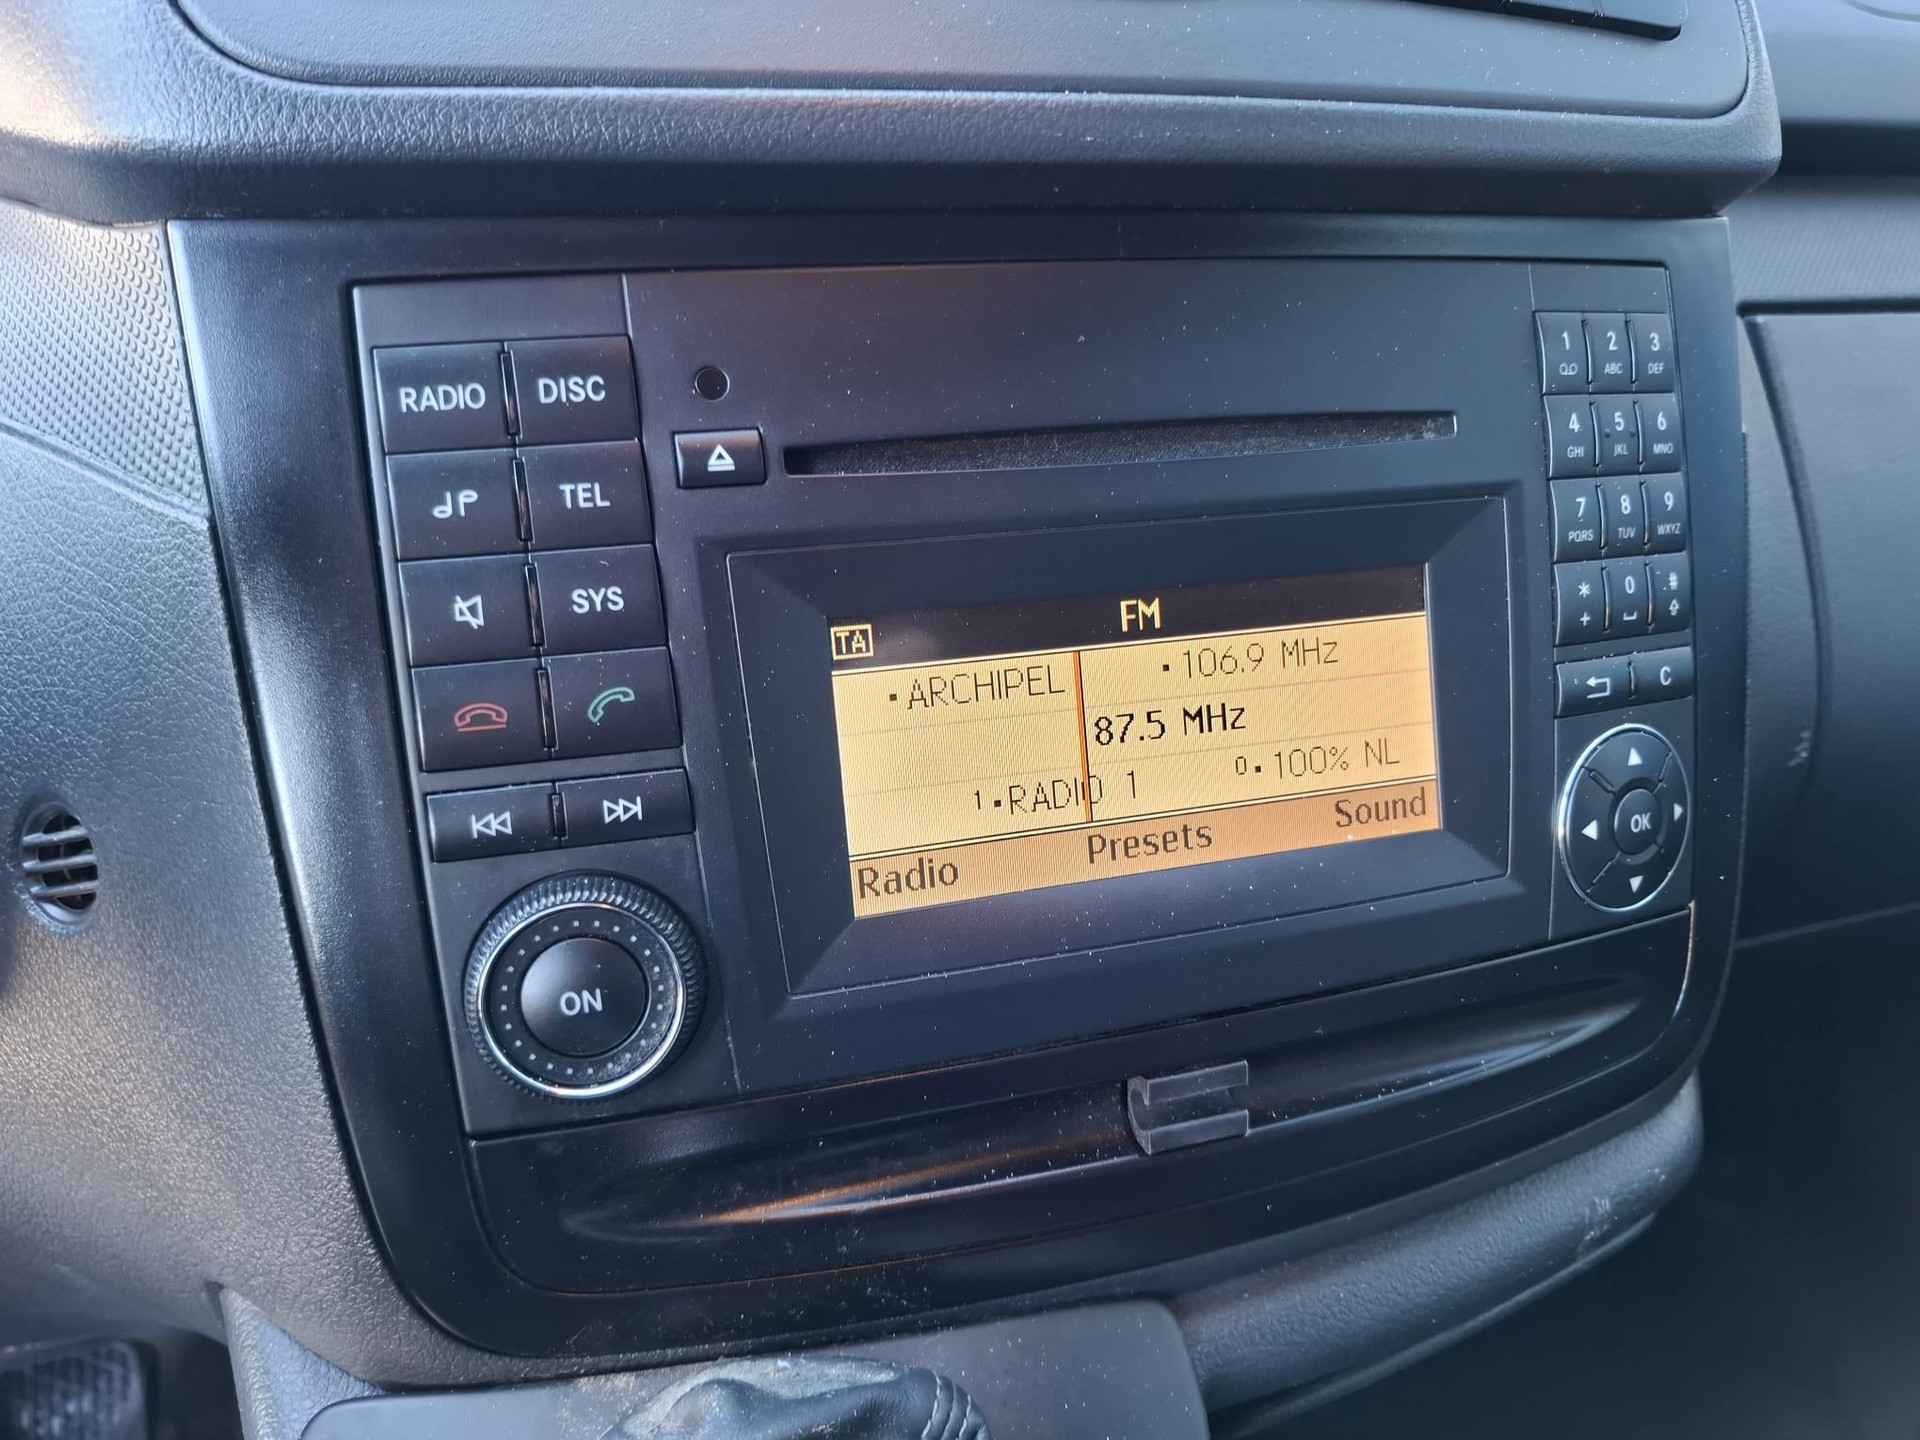 RADIO DISC
TEL
SYS
ON
TA FM
ARCHIPEL 106.9 MHz
87.5 MHz
1 RADIO 1 0 100% NL
Radio Presets Sound
1 2 ABC 3 DEF
4 GHI 5 JKL 6 MNO
7 PQRS 8 TUV 9 WXYZ
* + 0 #
C
OK